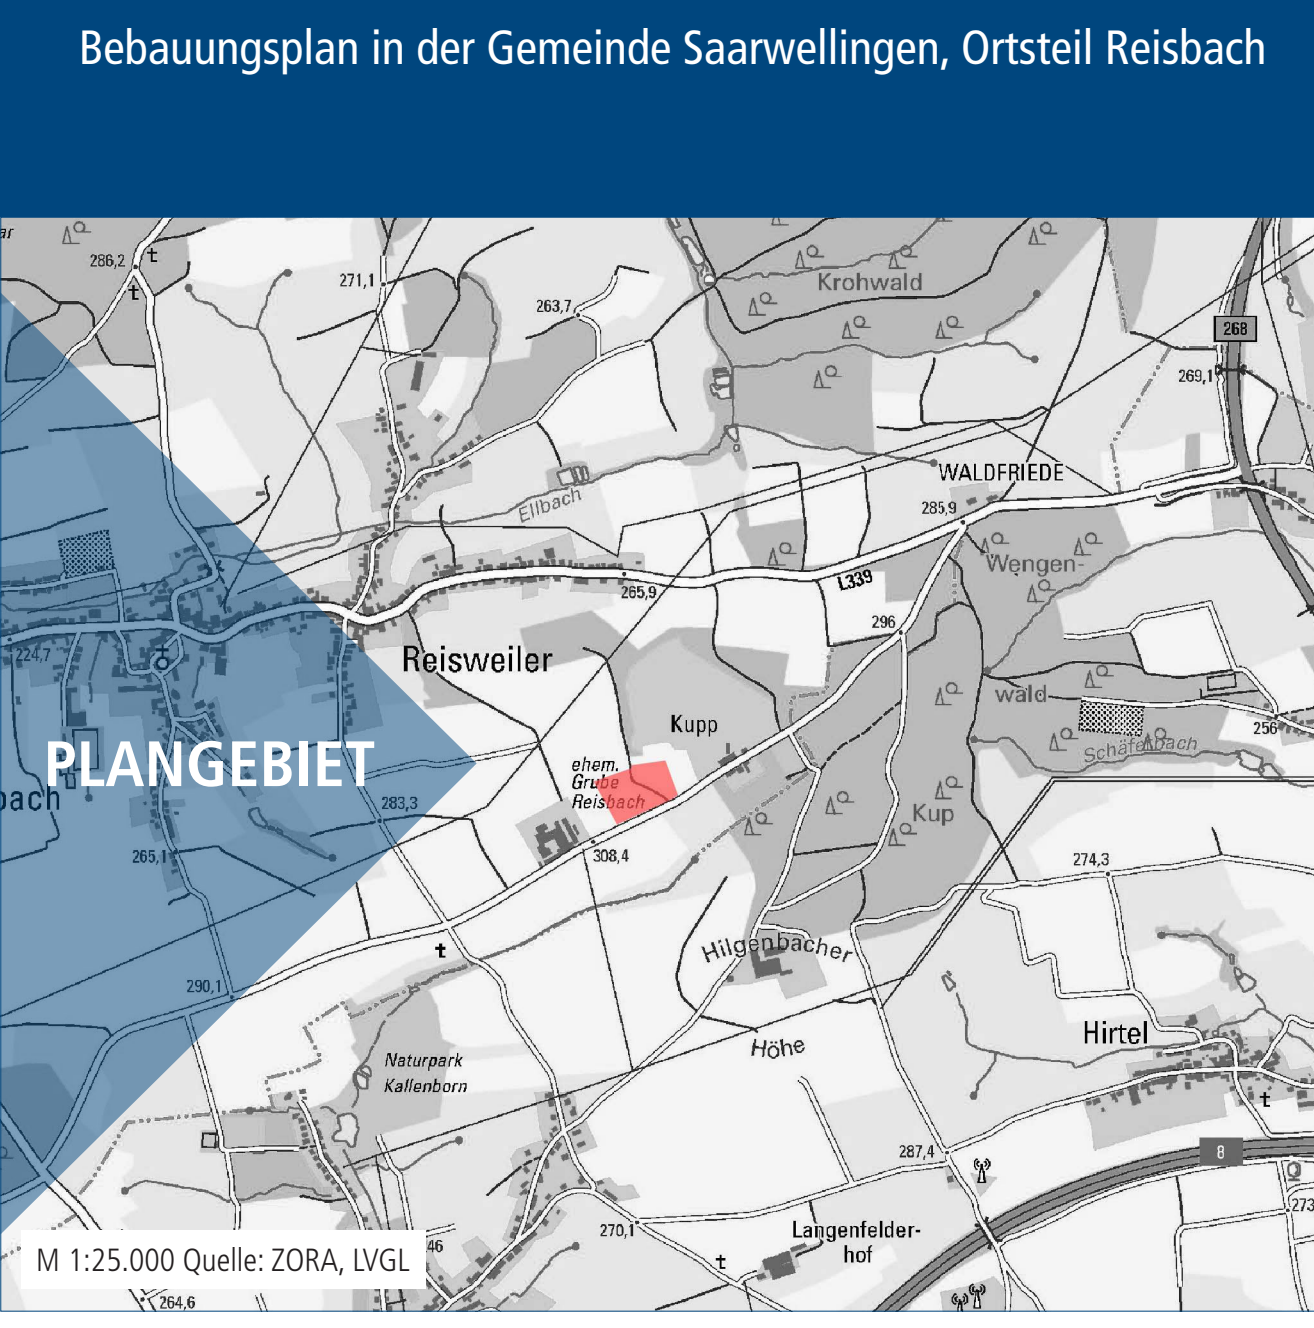 Bebauungsplan in der Gemeinde Saarwellingen, Ortsteil Reisbach
286,2
271,1
263,7
Krohwald
268
269,1
WALDFRIEDE
285,9
Ellbach
Wengen-
L339
265,9
296
224,7
Reisweiler
wald
Kupp
256
Schäferbach
PLANGEBIET
ehem.
Grube
Reisbach
bach
283,3
Kup
265,1
308,4
274,3
Hilgenbacher
290,1
Höhe
Hirtel
Naturpark
Kallenborn
287,4
8
273
270,1
Langenfelder-
hof
46
M 1:25.000 Quelle: ZORA, LVGL
264,6